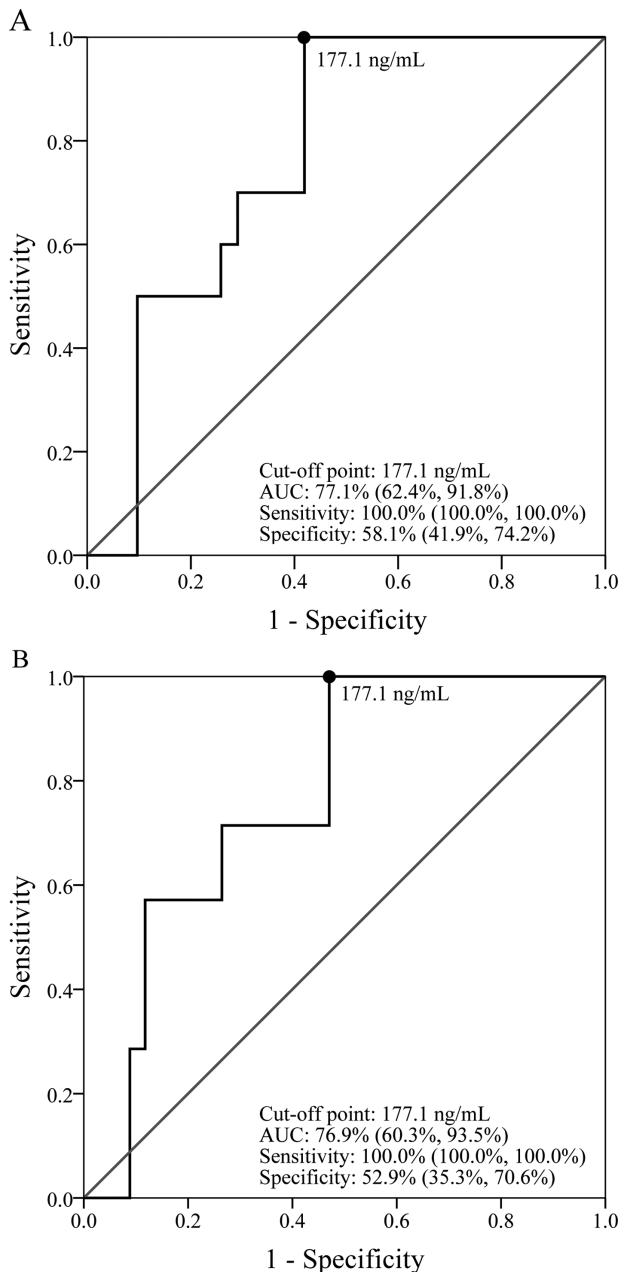 A
1.0
177.1 ng/mL
0.8
0.6
Sensitivity
0.4
0.2
Cut-off point: 177.1 ng/mL
AUC: 77.1% (62.4%, 91.8%)
Sensitivity: 100.0% (100.0%, 100.0%)
Specificity: 58.1% (41.9%, 74.2%)
0.0
0.0 0.2 0.4 0.6 0.8 1.0
1 - Specificity
B
1.0
177.1 ng/mL
0.8
0.6
Sensitivity
0.4
0.2
Cut-off point: 177.1 ng/mL
AUC: 76.9% (60.3%, 93.5%)
Sensitivity: 100.0% (100.0%, 100.0%)
Specificity: 52.9% (35.3%, 70.6%)
0.0
0.0 0.2 0.4 0.6 0.8 1.0
1 - Specificity